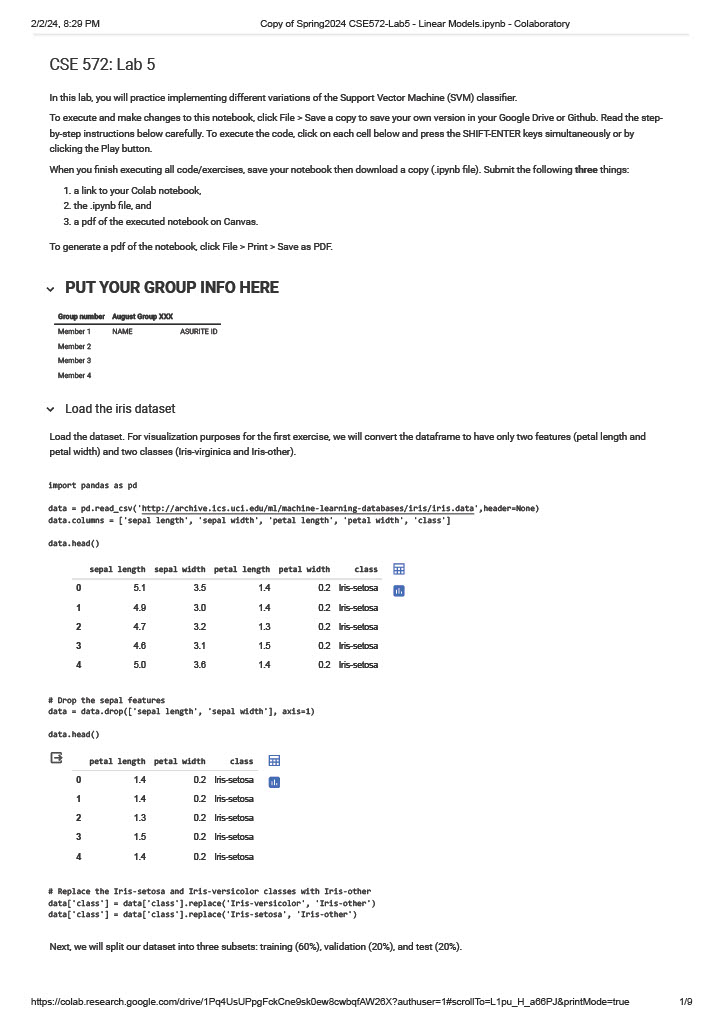 2/2/24, 8:29 PM
Copy of Spring2024 CSE572-Lab5 - Linear Models.ipynb - Colaboratory
CSE 572: Lab 5
In this lab, you will practice implementing different variations of the Support Vector Machine (SVM) classifier.
To execute and make changes to this notebook, click File > Save a copy to save your own version in your Google Drive or Github. Read the step-
by-step instructions below carefully. To execute the code, click on each cell below and press the SHIFT-ENTER keys simultaneously or by
clicking the Play button.
When you finish executing all code/exercises, save your notebook then download a copy (.ipynb file). Submit the following three things:
1. a link to your Colab notebook,
2. the .ipynb file, and
3. a pdf of the executed notebook on Canvas.
To generate a pdf of the notebook, click File > Print > Save as PDF.
PUT YOUR GROUP INFO HERE
Group number August Group XXX
Member 1 NAME ASURITE ID
Member 2
Member 3
Member 4
Load the iris dataset
Load the dataset. For visualization purposes for the first exercise, we will convert the dataframe to have only two features (petal length and
petal width) and two classes (Iris-virginica and Iris-other).
import pandas as pd
data = pd.read_csv('http://archive.ics.uci.edu/ml/machine-learning-databases/iris/iris.data',header=None)
data.columns = ['sepal length', 'sepal width', 'petal length', 'petal width', 'class']
data.head()
sepal length sepal width petal length petal width class
0 5.1 3.5 1.4 0.2 Iris-setosa
1 4.9 3.0 1.4 0.2 Iris-setosa
2 4.7 3.2 1.3 0.2 Iris-setosa
3 4.6 3.1 1.5 0.2 Iris-setosa
4 5.0 3.6 1.4 0.2 Iris-setosa
# Drop the sepal features
data = data.drop(['sepal length', 'sepal width'], axis=1)
data.head()
petal length petal width class
0 1.4 0.2 Iris-setosa
1 1.4 0.2 Iris-setosa
2 1.3 0.2 Iris-setosa
3 1.5 0.2 Iris-setosa
4 1.4 0.2 Iris-setosa
# Replace the Iris-setosa and Iris-versicolor classes with Iris-other
data['class'] = data['class'].replace('Iris-versicolor', 'Iris-other')
data['class'] = data['class'].replace('Iris-setosa', 'Iris-other')
Next, we will split our dataset into three subsets: training (60%), validation (20%), and test (20%).
https://colab.research.google.com/drive/1Pq4UsUPpgFckCne9sk0ew8cwbqfAW26X?authuser=1#scrollTo=L1pu_H_a66PJ&printMode=true
1/9